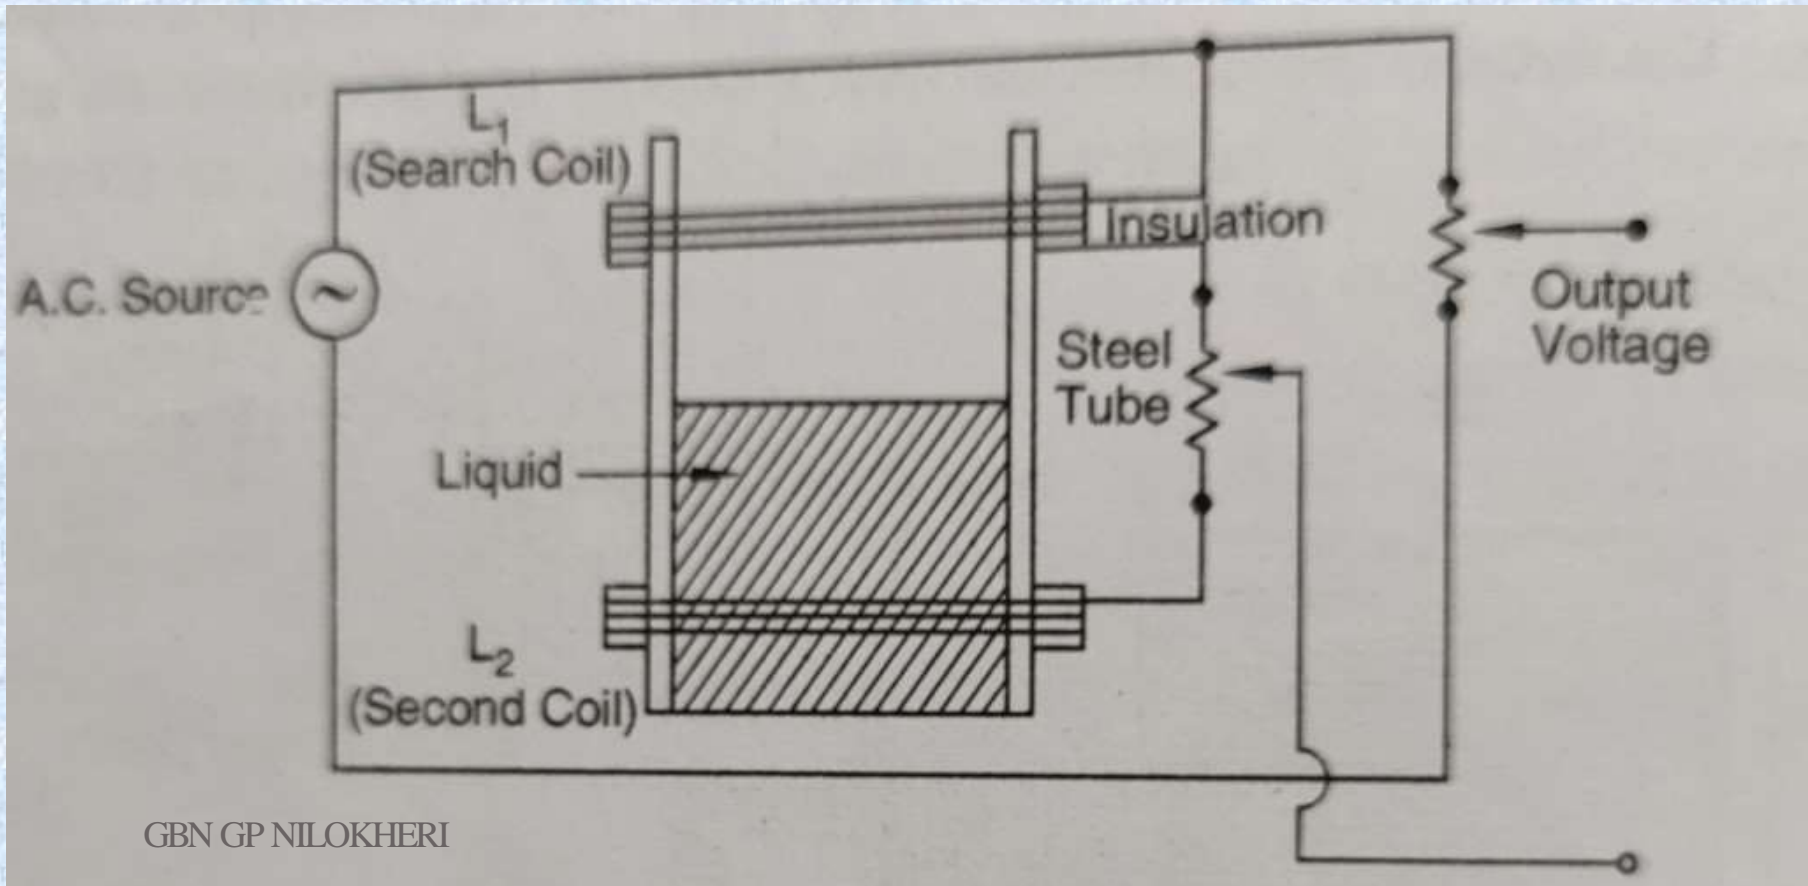 L1
(Search Coil)
Insulation
A.C. Source
Output
Voltage
Steel
Tube
Liquid
L2
(Second Coil)
GBN GP NILOKHERI